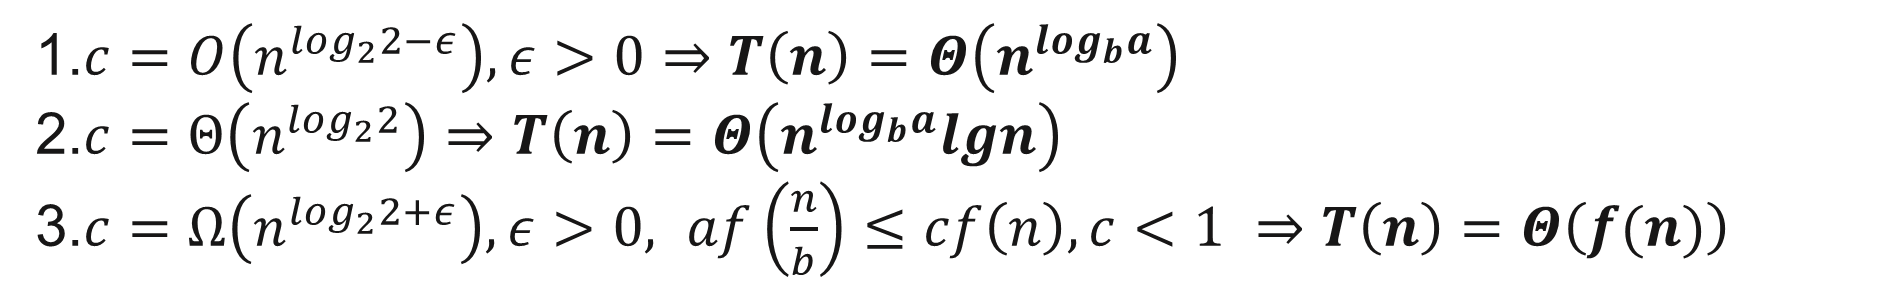 1.c = O(n^{log_2 2−ϵ}), ϵ > 0 ⇒ T(n) = Θ(n^{log_b a})
2.c = Θ(n^{log_2 2}) ⇒ T(n) = Θ(n^{log_b a} lgn)
3.c = Ω(n^{log_2 2+ϵ}), ϵ > 0, af(n/b) ≤ cf(n), c < 1 ⇒ T(n) = Θ(f(n))